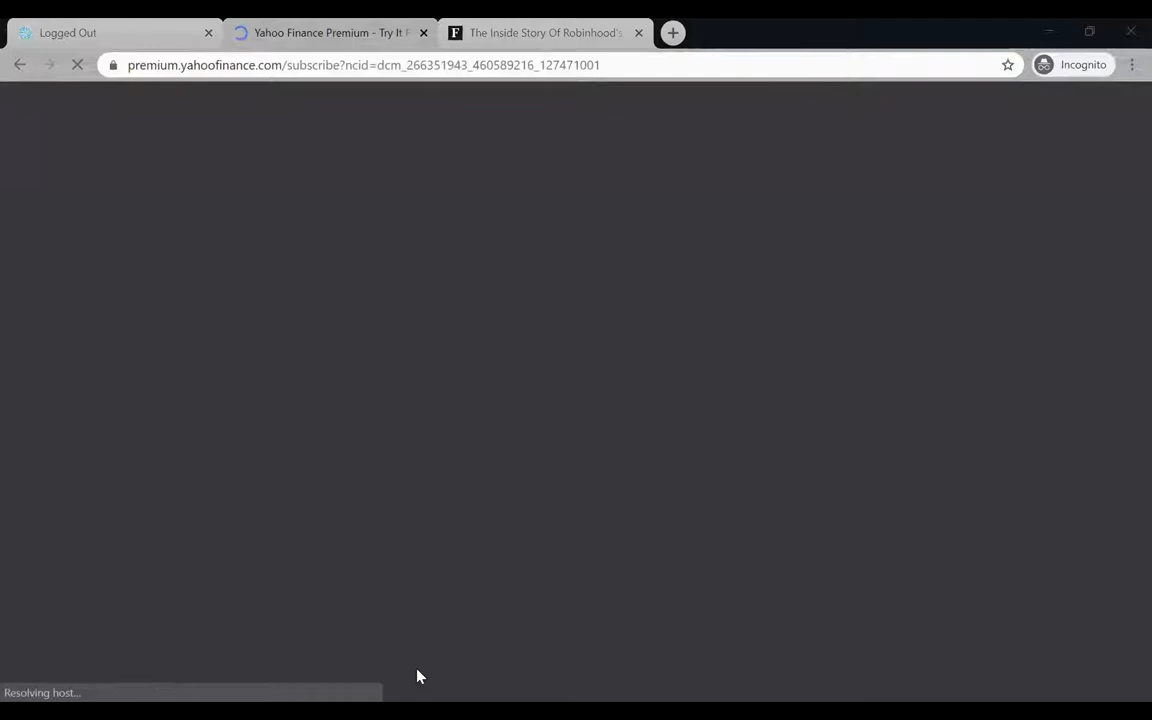 Logged Out
Yahoo Finance Premium - Try It F
The Inside Story Of Robinhood's
premium.yahoofinance.com/subscribe?ncid=dcm_266351943_460589216_127471001
Incognito
Resolving host...